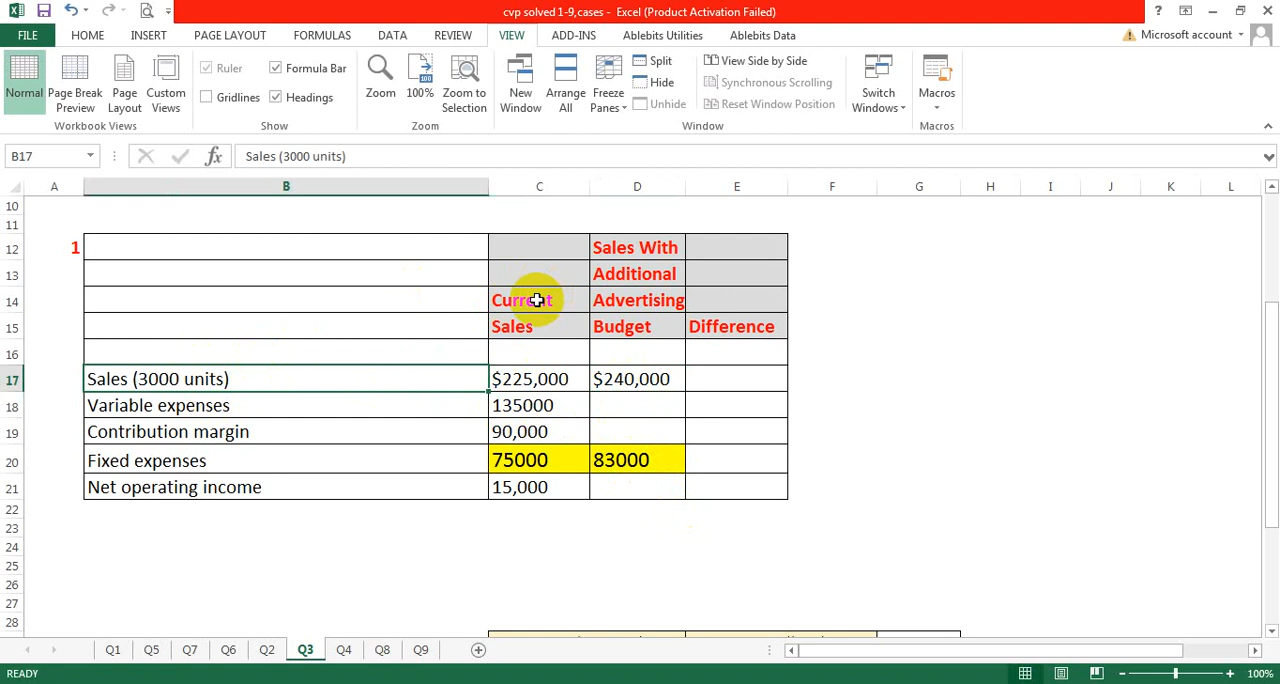 cvp solved 1-9,cases - Excel (Product Activation Failed)
?
FILE HOME INSERT PAGE LAYOUT FORMULAS DATA REVIEW VIEW ADD-INS Ablebits Utilities Ablebits Data Microsoft account
Normal
Page Break
Preview
Page
Layout
Custom
Views
Workbook Views
Ruler
Gridlines
Formula Bar
Headings
Show
Zoom
100%
Zoom to
Selection
Zoom
New
Window
Arrange
All
Freeze
Panes
Split
Hide
Unhide
View Side by Side
Synchronous Scrolling
Reset Window Position
Switch
Windows
Window
Macros
Macros
B17 fx Sales (3000 units)
A B C D E F G H I J K L
10
11
12 1 Sales With
13 Additional
14 Current Advertising
15 Sales Budget Difference
16
17 Sales (3000 units) $225,000 $240,000
18 Variable expenses 135000
19 Contribution margin 90,000
20 Fixed expenses 75000 83000
21 Net operating income 15,000
22
23
24
25
26
27
28
Q1 Q5 Q7 Q6 Q2 Q3 Q4 Q8 Q9
READY 100%